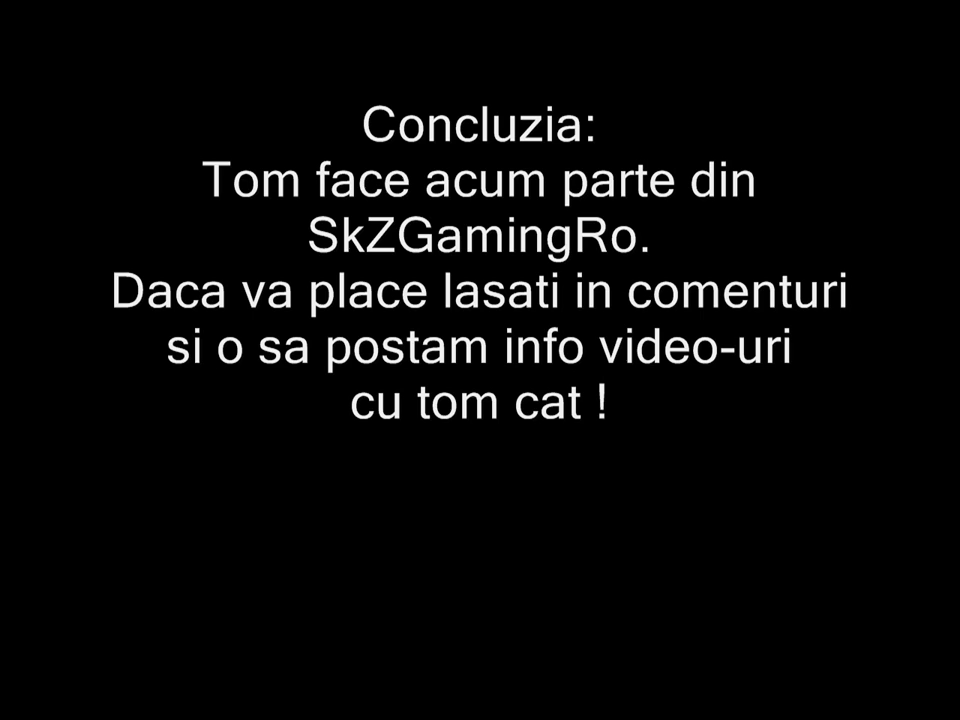 Concluzia:
Tom face acum parte din
SkZGamingRo.
Daca va place lasati in comenturi
si o sa postam info video-uri
cu tom cat !